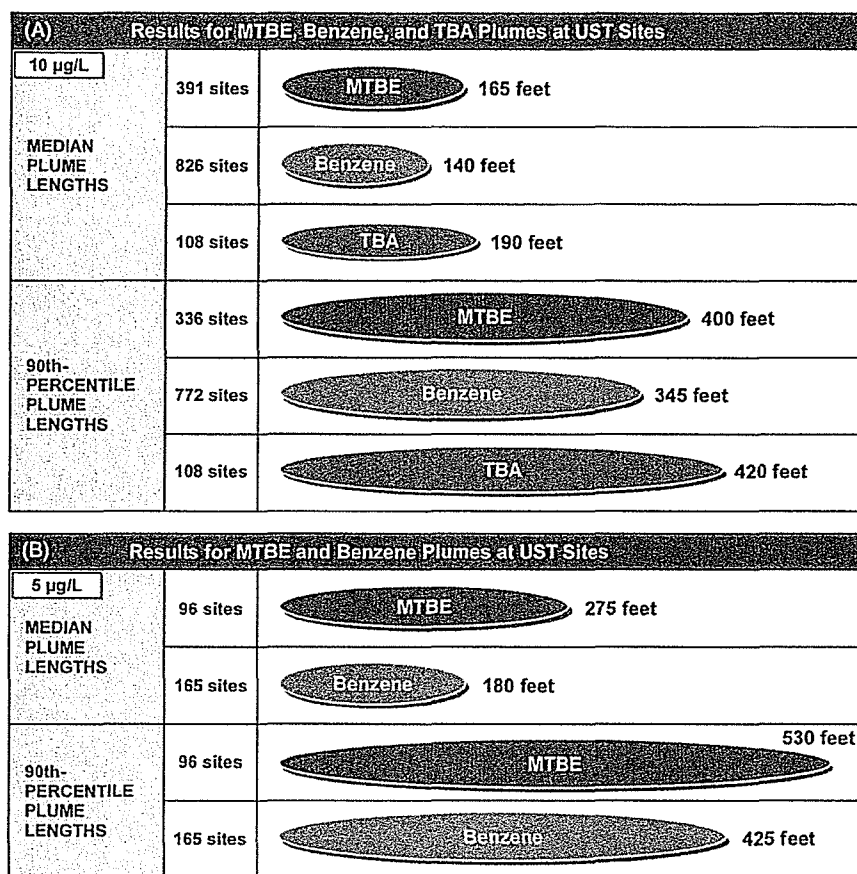 (A) Results for MTBE, Benzene, and TBA Plumes at UST Sites
10 µg/L
MEDIAN
PLUME
LENGTHS
391 sites
MTBE
165 feet
826 sites
Benzene
140 feet
108 sites
TBA
190 feet
90th-
PERCENTILE
PLUME
LENGTHS
336 sites
MTBE
400 feet
772 sites
Benzene
345 feet
108 sites
TBA
420 feet
(B) Results for MTBE and Benzene Plumes at UST Sites
5 µg/L
MEDIAN
PLUME
LENGTHS
96 sites
MTBE
275 feet
165 sites
Benzene
180 feet
90th-
PERCENTILE
PLUME
LENGTHS
96 sites
MTBE
530 feet
165 sites
Benzene
425 feet